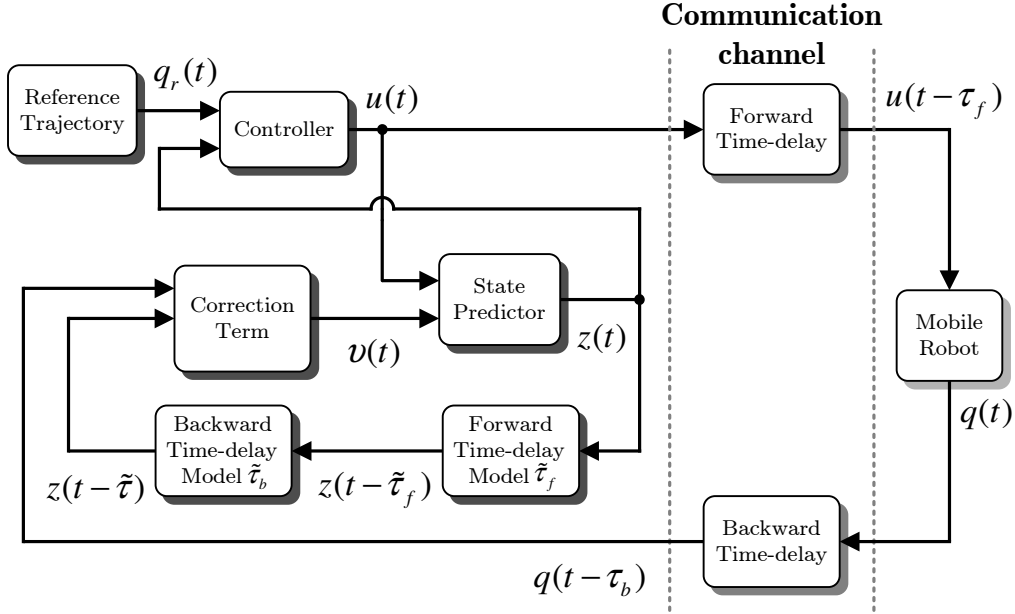 Communication
channel
q_r(t)
Reference
Trajectory
Controller
u(t)
Forward
Time-delay
u(t − τ_f)
Correction
Term
υ(t)
State
Predictor
z(t)
Mobile
Robot
q(t)
Backward
Time-delay
Model τ̃_b
Forward
Time-delay
Model τ̃_f
z(t − τ̃)
z(t − τ̃_f)
Backward
Time-delay
q(t − τ_b)